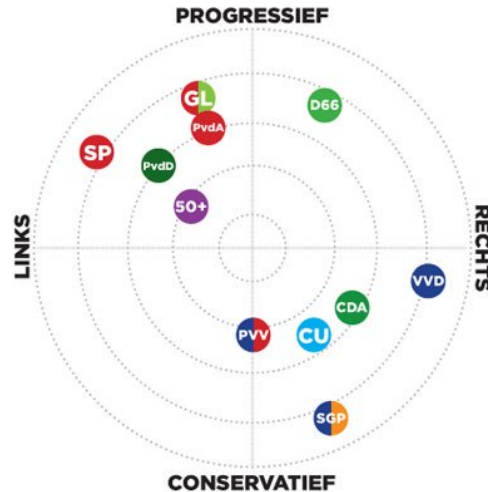 PROGRESSIEF
GL
D66
PvdA
SP
PvdD
50+
LINKS
RECHTS
VVD
CDA
PVV
CU
SGP
CONSERVATIEF